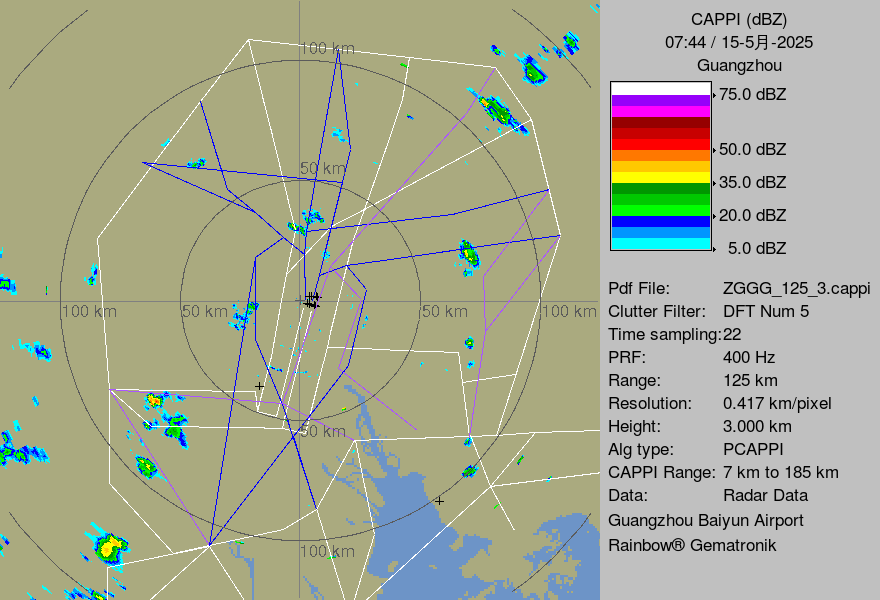 CAPPI (dBZ)
07:44 / 15-5月-2025
Guangzhou
75.0 dBZ
50.0 dBZ
35.0 dBZ
20.0 dBZ
5.0 dBZ
Pdf File: ZGGG_125_3.cappi
Clutter Filter: DFT Num 5
Time sampling:22
PRF: 400 Hz
Range: 125 km
Resolution: 0.417 km/pixel
Height: 3.000 km
Alg type: PCAPPI
CAPPI Range: 7 km to 185 km
Data: Radar Data
Guangzhou Baiyun Airport
Rainbow® Gematronik
100 km
50 km
100 km
50 km
50 km
100 km
50 km
100 km